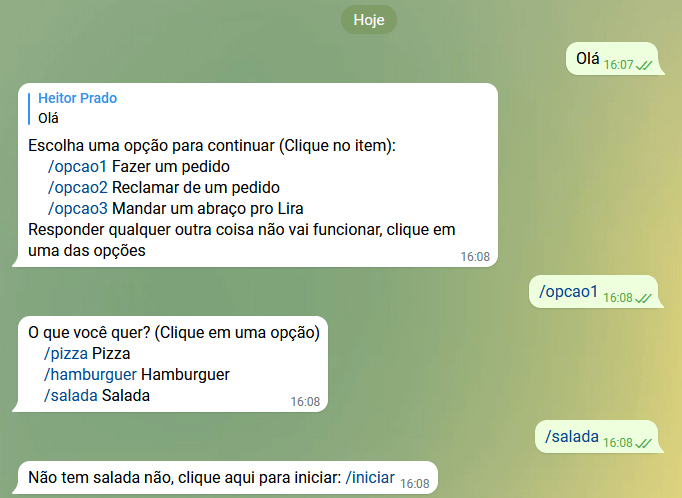 Hoje
Olá 16:07
Heitor Prado
Olá
Escolha uma opção para continuar (Clique no item):
/opcao1 Fazer um pedido
/opcao2 Reclamar de um pedido
/opcao3 Mandar um abraço pro Lira
Responder qualquer outra coisa não vai funcionar, clique em
uma das opções
16:08
/opcao1 16:08
O que você quer? (Clique em uma opção)
/pizza Pizza
/hamburguer Hamburguer
/salada Salada
16:08
/salada 16:08
Não tem salada não, clique aqui para iniciar: /iniciar 16:08